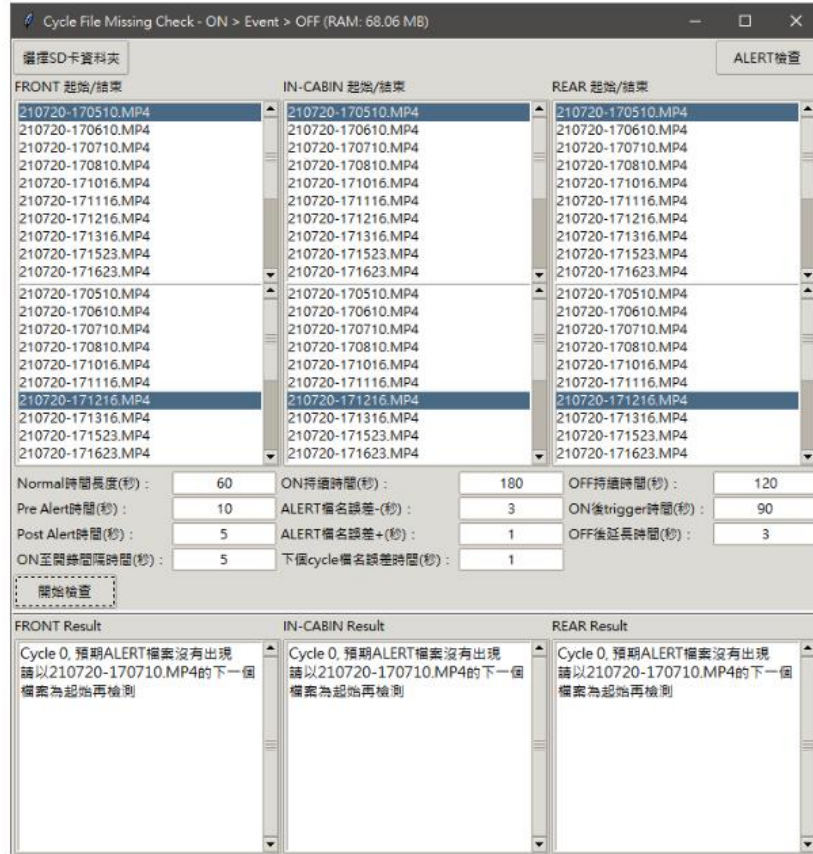 Cycle File Missing Check - ON > Event > OFF (RAM: 68.06 MB)
選擇SD卡資料夾
ALERT檢查
FRONT 起始/結束
IN-CABIN 起始/結束
REAR 起始/結束
210720-170510.MP4
210720-170610.MP4
210720-170710.MP4
210720-170810.MP4
210720-171016.MP4
210720-171116.MP4
210720-171216.MP4
210720-171316.MP4
210720-171523.MP4
210720-171623.MP4
210720-170510.MP4
210720-170610.MP4
210720-170710.MP4
210720-170810.MP4
210720-171016.MP4
210720-171116.MP4
210720-171216.MP4
210720-171316.MP4
210720-171523.MP4
210720-171623.MP4
210720-170510.MP4
210720-170610.MP4
210720-170710.MP4
210720-170810.MP4
210720-171016.MP4
210720-171116.MP4
210720-171216.MP4
210720-171316.MP4
210720-171523.MP4
210720-171623.MP4
210720-170510.MP4
210720-170610.MP4
210720-170710.MP4
210720-170810.MP4
210720-171016.MP4
210720-171116.MP4
210720-171216.MP4
210720-171316.MP4
210720-171523.MP4
210720-171623.MP4
210720-170510.MP4
210720-170610.MP4
210720-170710.MP4
210720-170810.MP4
210720-171016.MP4
210720-171116.MP4
210720-171216.MP4
210720-171316.MP4
210720-171523.MP4
210720-171623.MP4
210720-170510.MP4
210720-170610.MP4
210720-170710.MP4
210720-170810.MP4
210720-171016.MP4
210720-171116.MP4
210720-171216.MP4
210720-171316.MP4
210720-171523.MP4
210720-171623.MP4
Normal時間長度(秒) : 60
ON持續時間(秒) : 180
OFF持續時間(秒) : 120
Pre Alert時間(秒) : 10
ALERT檔名誤差-(秒) : 3
ON後trigger時間(秒) : 90
Post Alert時間(秒) : 5
ALERT檔名誤差+(秒) : 1
OFF後延長時間(秒) : 3
ON至開錄間隔時間(秒) : 5
下個cycle檔名誤差時間(秒) : 1
開始檢查
FRONT Result
IN-CABIN Result
REAR Result
Cycle 0, 預期ALERT檔案沒有出現
請以210720-170710.MP4的下一個
檔案為起始再檢測
Cycle 0, 預期ALERT檔案沒有出現
請以210720-170710.MP4的下一個
檔案為起始再檢測
Cycle 0, 預期ALERT檔案沒有出現
請以210720-170710.MP4的下一個
檔案為起始再檢測